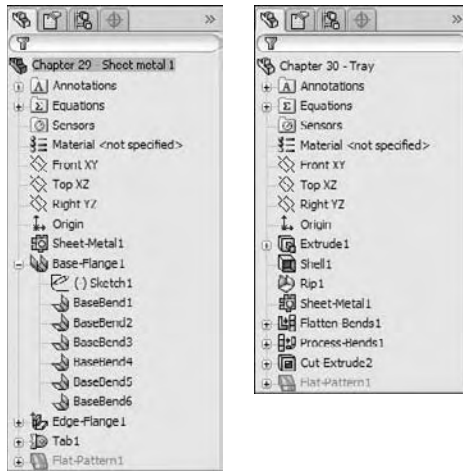 Chapter 29 - Sheet metal 1
Annotations
Equations
Sensors
Material <not specified>
Front XY
Top XZ
Right YZ
Origin
Sheet-Metal1
Base-Flange1
(-) Sketch1
BaseBend1
BaseBend2
BaseBend3
BaseBend4
BaseBend5
BaseBend6
Edge-Flange1
Tab1
Flat-Pattern1
Chapter 30 - Tray
Annotations
Equations
Sensors
Material <not specified>
Front XY
Top XZ
Right YZ
Origin
Extrude1
Shell1
Rip1
Sheet-Metal1
Flatten-Bends1
Process-Bends1
Cut-Extrude2
Flat-Pattern1